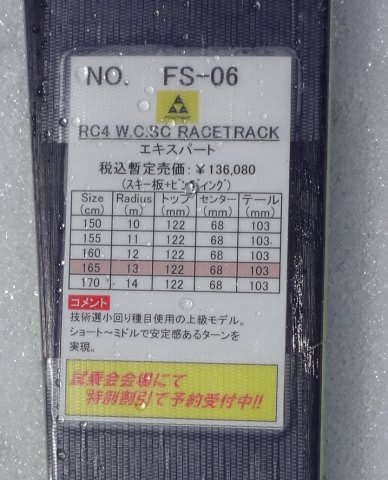 NO. FS-06
RC4 W.C.SC RACETRACK
エキスパート
税込暫定売価：￥136,080
(スキー板+ビンディング)
Size (cm) Radius (m) トップ (mm) センター (mm) テール (mm)
150 10 122 68 103
155 11 122 68 103
160 12 122 68 103
165 13 122 68 103
170 14 122 68 103
コメント
技術選小回り種目使用の上級モデル。
ショート～ミドルで安定感あるターンを
実現。
試乗会会場にて
特別割引で予約受付中!!